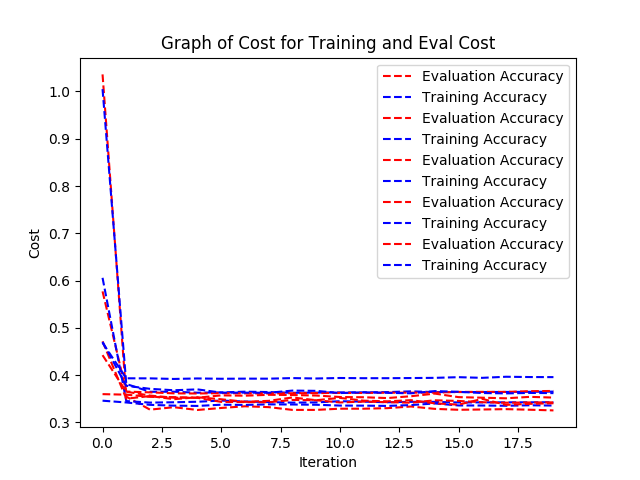 Graph of Cost for Training and Eval Cost
Evaluation Accuracy
Training Accuracy
Evaluation Accuracy
Training Accuracy
Evaluation Accuracy
Training Accuracy
Evaluation Accuracy
Training Accuracy
Evaluation Accuracy
Training Accuracy
1.0
0.9
0.8
0.7
0.6
0.5
0.4
0.3
Cost
0.0 2.5 5.0 7.5 10.0 12.5 15.0 17.5
Iteration